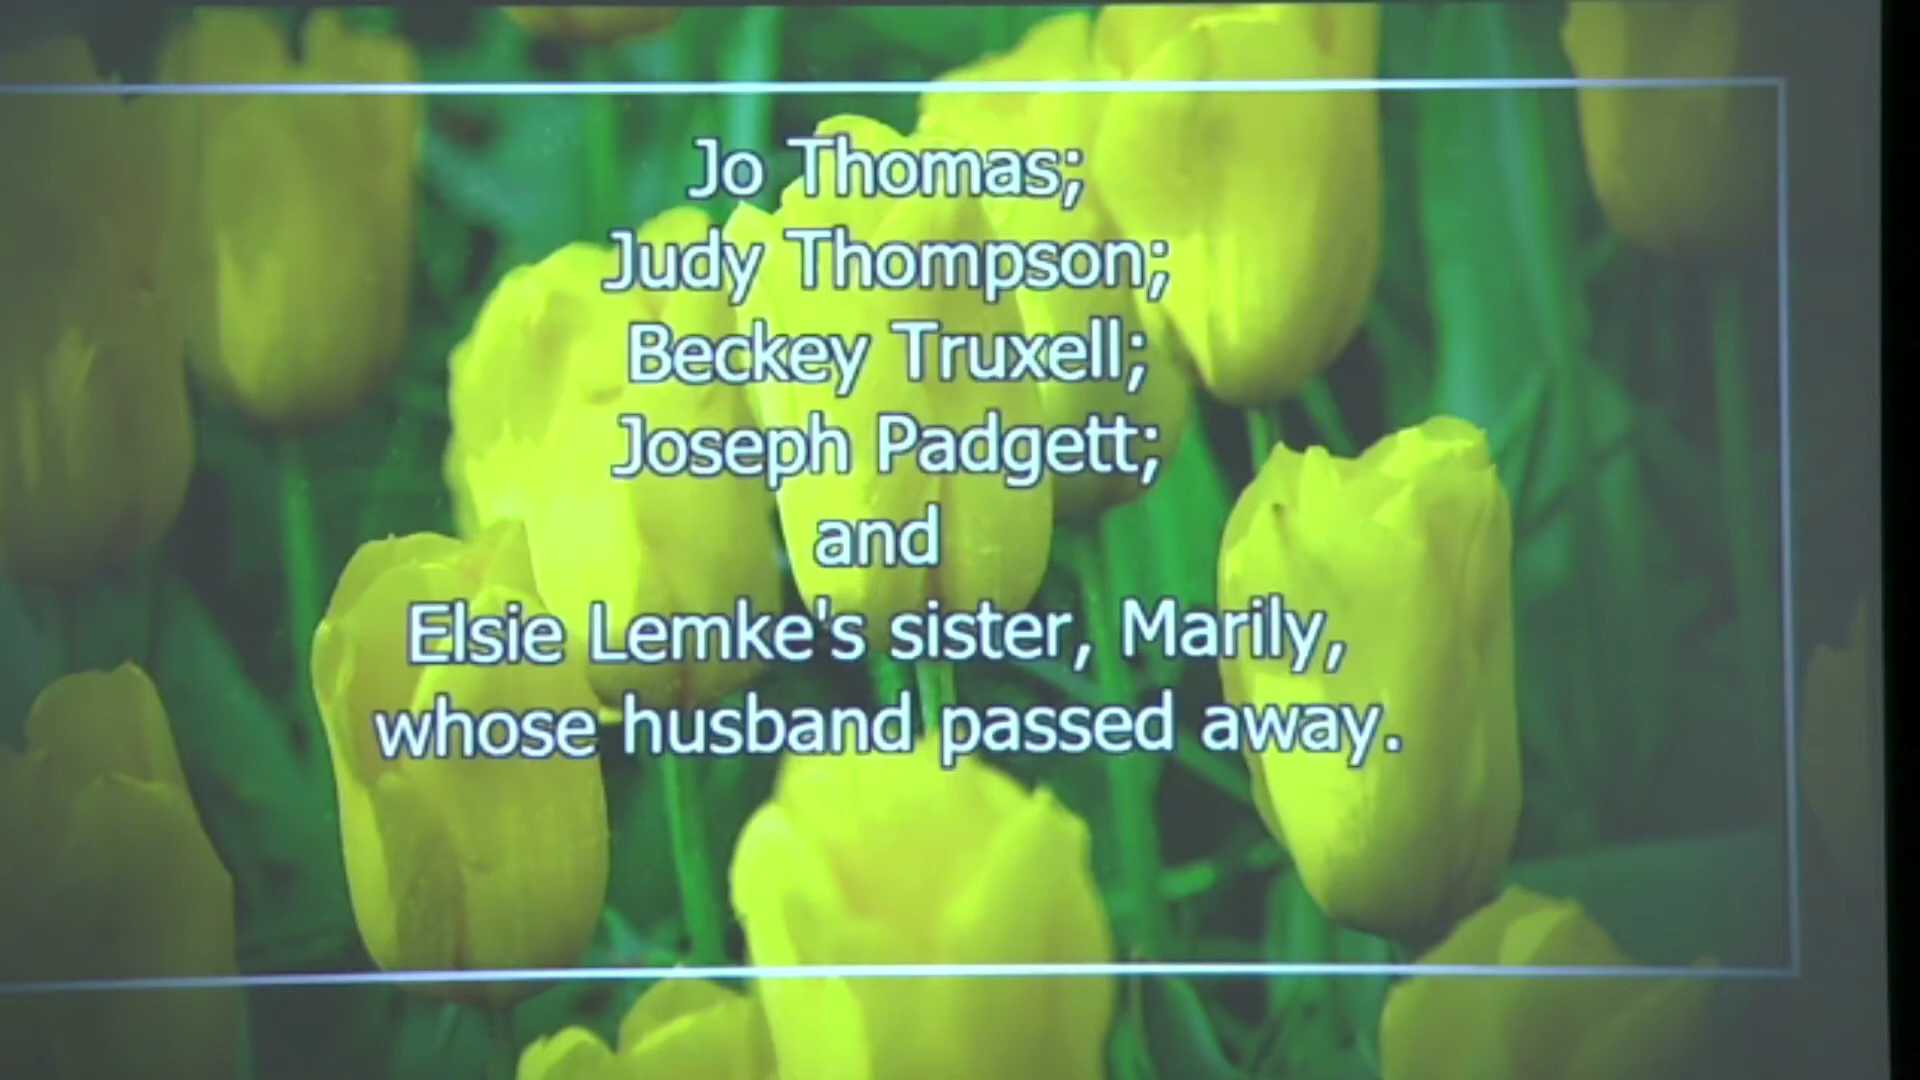 Jo Thomas;
Judy Thompson;
Beckey Truxell;
Joseph Padgett;
and
Elsie Lemke's sister, Marily,
whose husband passed away.